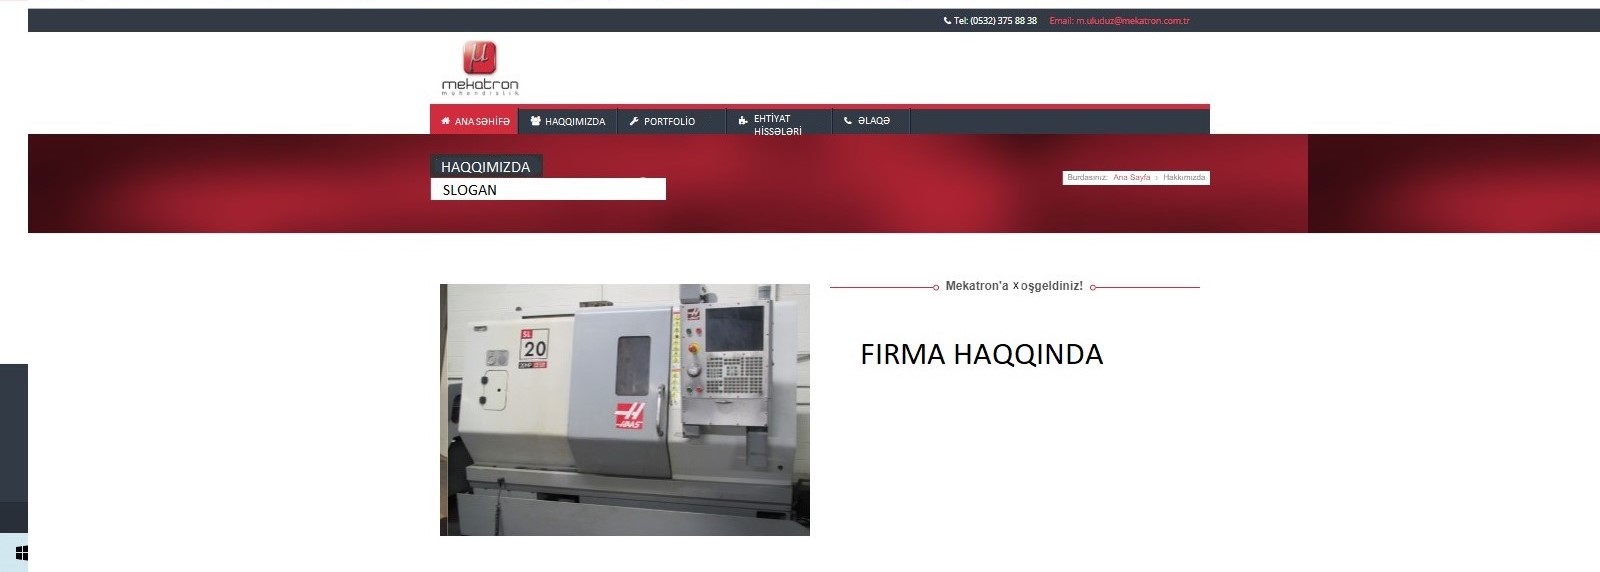 Tel: (0532) 375 88 38 Email: m.uluduz@mekatron.com.tr
µ
mekatron
mühendislik
ANA SƏHİFƏ HAQQIMIZDA PORTFOLİO EHTİYAT HİSSƏLƏRİ ƏLAQƏ
HAQQIMIZDA
SLOGAN
Burdasınız: Ana Sayfa › Hakkımızda
Mekatron'a xoşgeldiniz!
FIRMA HAQQINDA
SL
20
HAAS